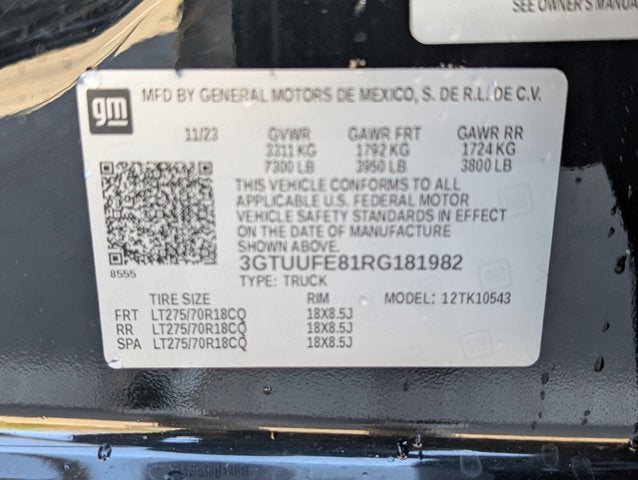 SEE OWNER'S MANUA
gm
MFD BY GENERAL MOTORS DE MEXICO, S. DE R.L. DE C.V.
11/23 GVWR GAWR FRT GAWR RR
3311 KG 1792 KG 1724 KG
7300 LB 3950 LB 3800 LB
THIS VEHICLE CONFORMS TO ALL
APPLICABLE U.S. FEDERAL MOTOR
VEHICLE SAFETY STANDARDS IN EFFECT
ON THE DATE OF MANUFACTURE
SHOWN ABOVE.
8555
3GTUUFE81RG181982
TYPE: TRUCK MODEL: 12TK10543
TIRE SIZE RIM
FRT LT275/70R18CQ 18X8.5J
RR LT275/70R18CQ 18X8.5J
SPA LT275/70R18CQ 18X8.5J